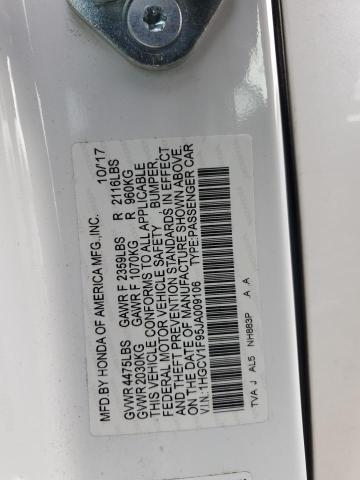 MFD. BY HONDA OF AMERICA MFG., INC. 10/17
GVWR 4475LBS GAWR F 2359LBS R 2116LBS
GVWR 2030KG GAWR F 1070KG R 960KG
THIS VEHICLE CONFORMS TO ALL APPLICABLE
FEDERAL MOTOR VEHICLE SAFETY, BUMPER,
AND THEFT PREVENTION STANDARDS IN EFFECT
ON THE DATE OF MANUFACTURE SHOWN ABOVE.
V.I.N.: 1HGCV1F95JA009106 TYPE:PASSENGER CAR
TVA J AL5 NH883P A A